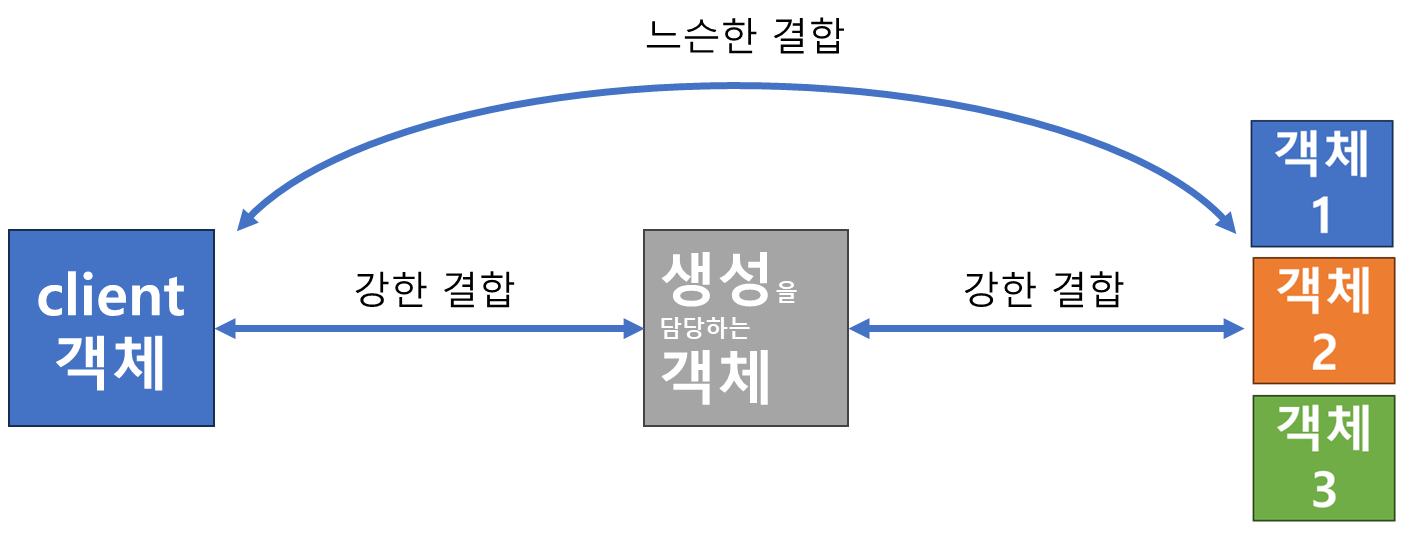 느슨한 결합
client
객체
강한 결합
생성을
담당하는
객체
강한 결합
객체
1
객체
2
객체
3